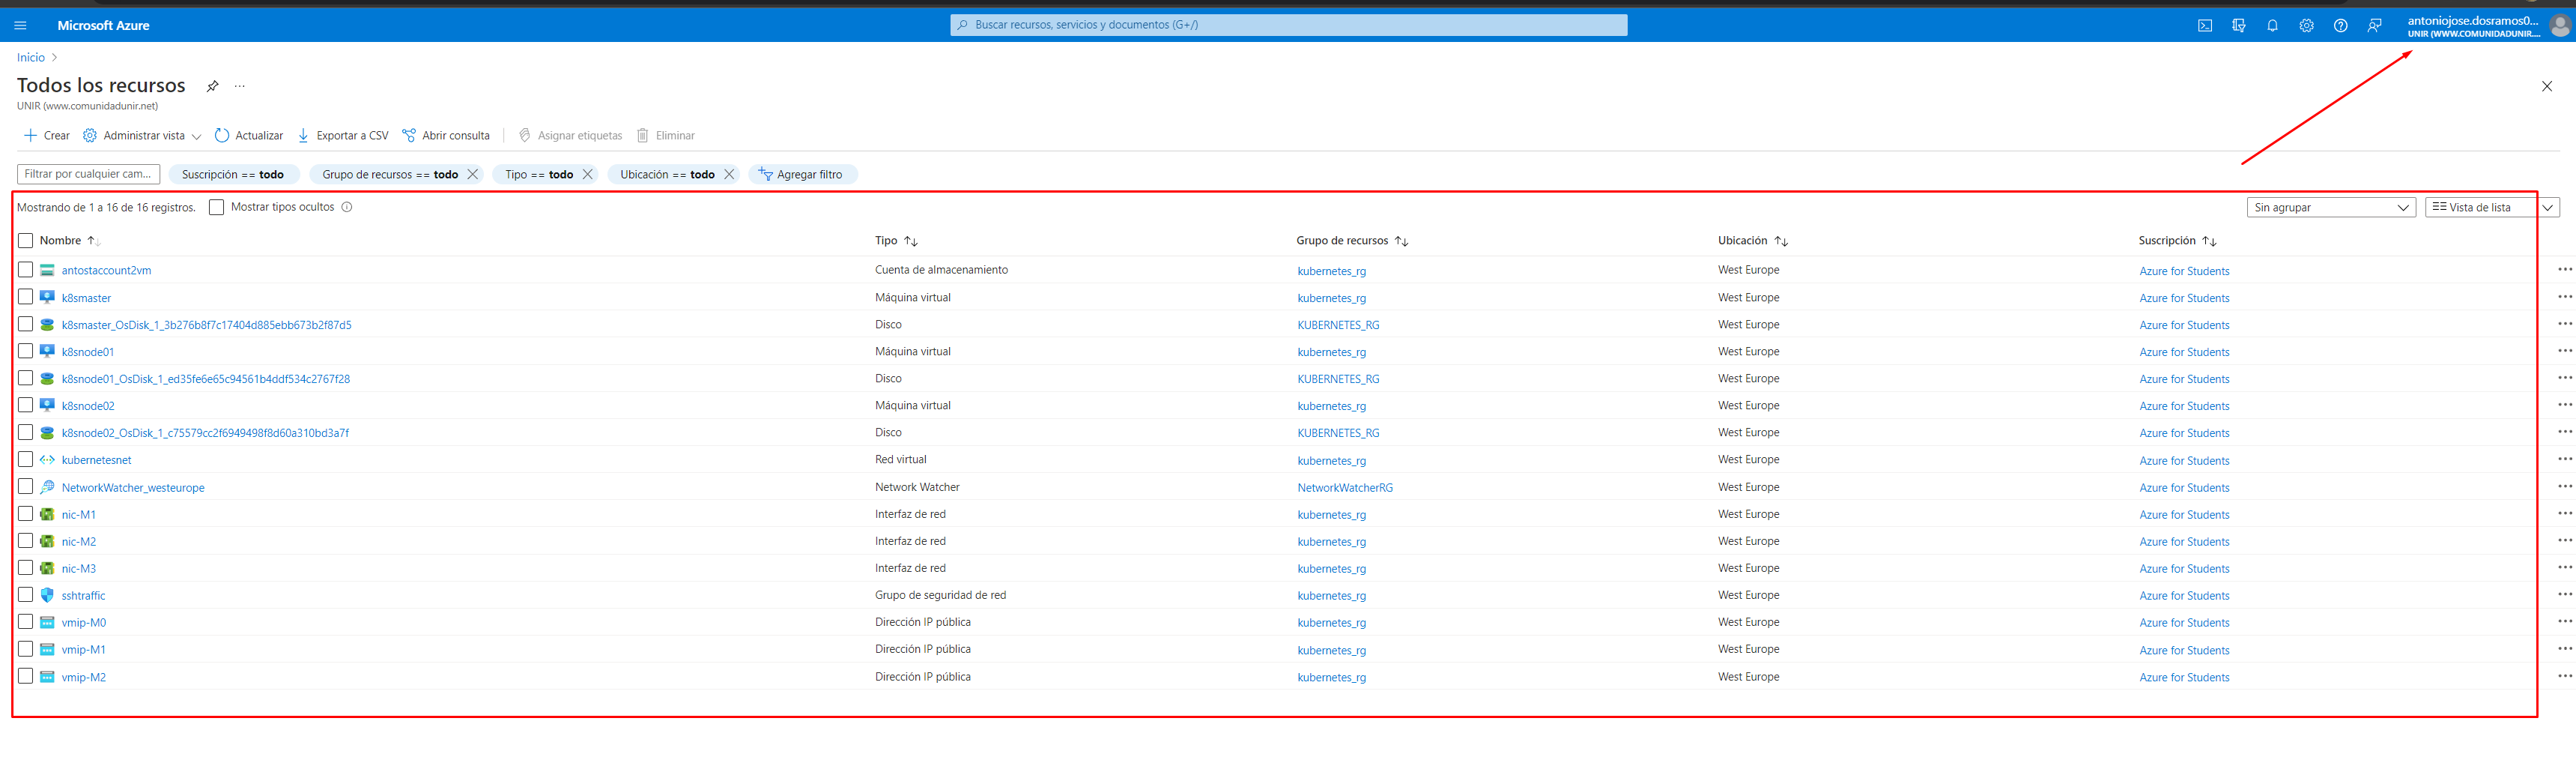 Microsoft Azure
Buscar recursos, servicios y documentos (G+/)
antoniojose.dosramos0...
UNIR (WWW.COMUNIDADUNIR....
Inicio
Todos los recursos
UNIR (www.comunidadunir.net)
Crear Administrar vista Actualizar Exportar a CSV Abrir consulta Asignar etiquetas Eliminar
Filtrar por cualquier cam... Suscripción == todo Grupo de recursos == todo Tipo == todo Ubicación == todo Agregar filtro
Mostrando de 1 a 16 de 16 registros. Mostrar tipos ocultos Sin agrupar Vista de lista
Nombre Tipo Grupo de recursos Ubicación Suscripción
antostaccount2vm Cuenta de almacenamiento kubernetes_rg West Europe Azure for Students
k8smaster Máquina virtual kubernetes_rg West Europe Azure for Students
k8smaster_OsDisk_1_3b276b8f7c17404d885ebb673b2f87d5 Disco KUBERNETES_RG West Europe Azure for Students
k8snode01 Máquina virtual kubernetes_rg West Europe Azure for Students
k8snode01_OsDisk_1_ed35fe6e65c94561b4ddf534c2767f28 Disco KUBERNETES_RG West Europe Azure for Students
k8snode02 Máquina virtual kubernetes_rg West Europe Azure for Students
k8snode02_OsDisk_1_c75579cc2f6949498f8d60a310bd3a7f Disco KUBERNETES_RG West Europe Azure for Students
kubernetesnet Red virtual kubernetes_rg West Europe Azure for Students
NetworkWatcher_westeurope Network Watcher NetworkWatcherRG West Europe Azure for Students
nic-M1 Interfaz de red kubernetes_rg West Europe Azure for Students
nic-M2 Interfaz de red kubernetes_rg West Europe Azure for Students
nic-M3 Interfaz de red kubernetes_rg West Europe Azure for Students
sshtraffic Grupo de seguridad de red kubernetes_rg West Europe Azure for Students
vmip-M0 Dirección IP pública kubernetes_rg West Europe Azure for Students
vmip-M1 Dirección IP pública kubernetes_rg West Europe Azure for Students
vmip-M2 Dirección IP pública kubernetes_rg West Europe Azure for Students